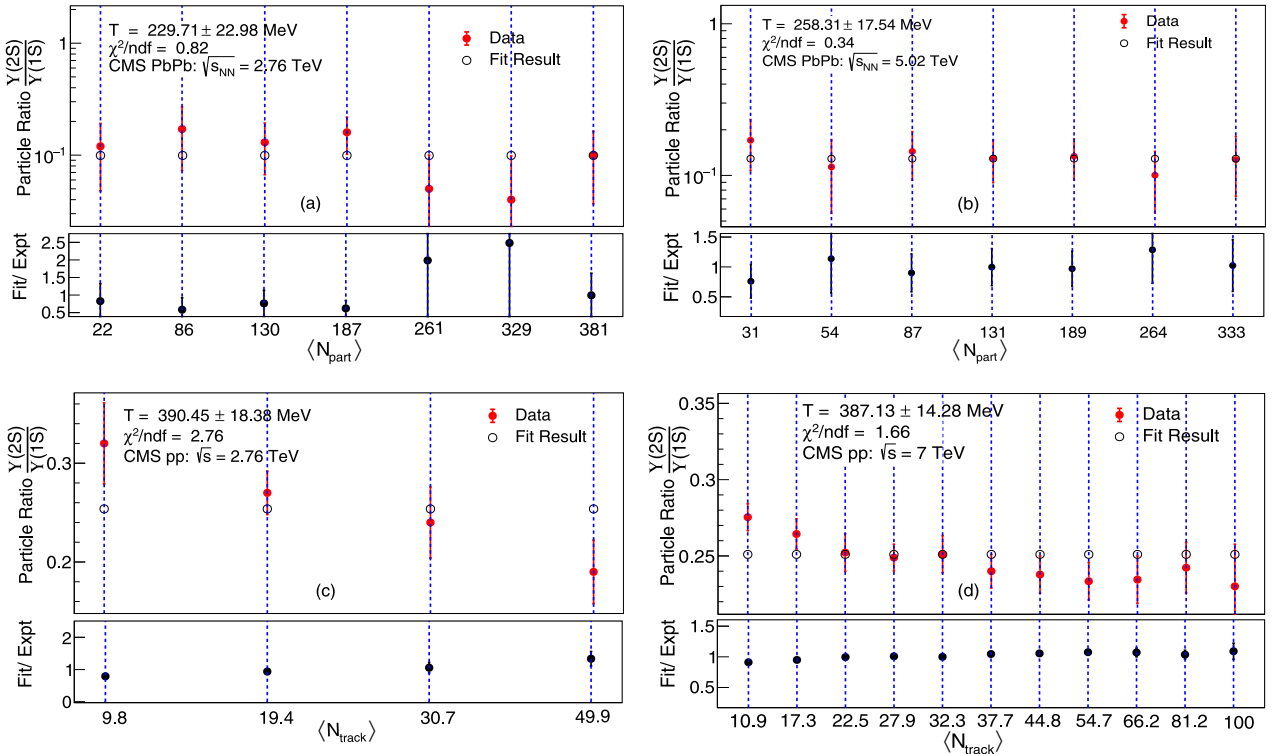 T = 229.71 ± 22.98 MeV
χ²/ndf = 0.82
CMS PbPb: √s_NN = 2.76 TeV
Data
Fit Result
Particle Ratio Υ(2S)/Υ(1S)
1
10⁻¹
(a)
Fit/ Expt
2.5
2
1.5
1
0.5
22 86 130 187 261 329 381
⟨N_part⟩
T = 258.31 ± 17.54 MeV
χ²/ndf = 0.34
CMS PbPb: √s_NN = 5.02 TeV
Data
Fit Result
Particle Ratio Υ(2S)/Υ(1S)
1
10⁻¹
(b)
Fit/ Expt
1.5
1
0.5
31 54 87 131 189 264 333
⟨N_part⟩
T = 390.45 ± 18.38 MeV
χ²/ndf = 2.76
CMS pp: √s = 2.76 TeV
Data
Fit Result
Particle Ratio Υ(2S)/Υ(1S)
0.3
0.2
(c)
Fit/ Expt
2
1
0
9.8 19.4 30.7 49.9
⟨N_track⟩
T = 387.13 ± 14.28 MeV
χ²/ndf = 1.66
CMS pp: √s = 7 TeV
Data
Fit Result
Particle Ratio Υ(2S)/Υ(1S)
0.35
0.3
0.25
(d)
Fit/ Expt
1.5
1
0.5
10.9 17.3 22.5 27.9 32.3 37.7 44.8 54.7 66.2 81.2 100
⟨N_track⟩